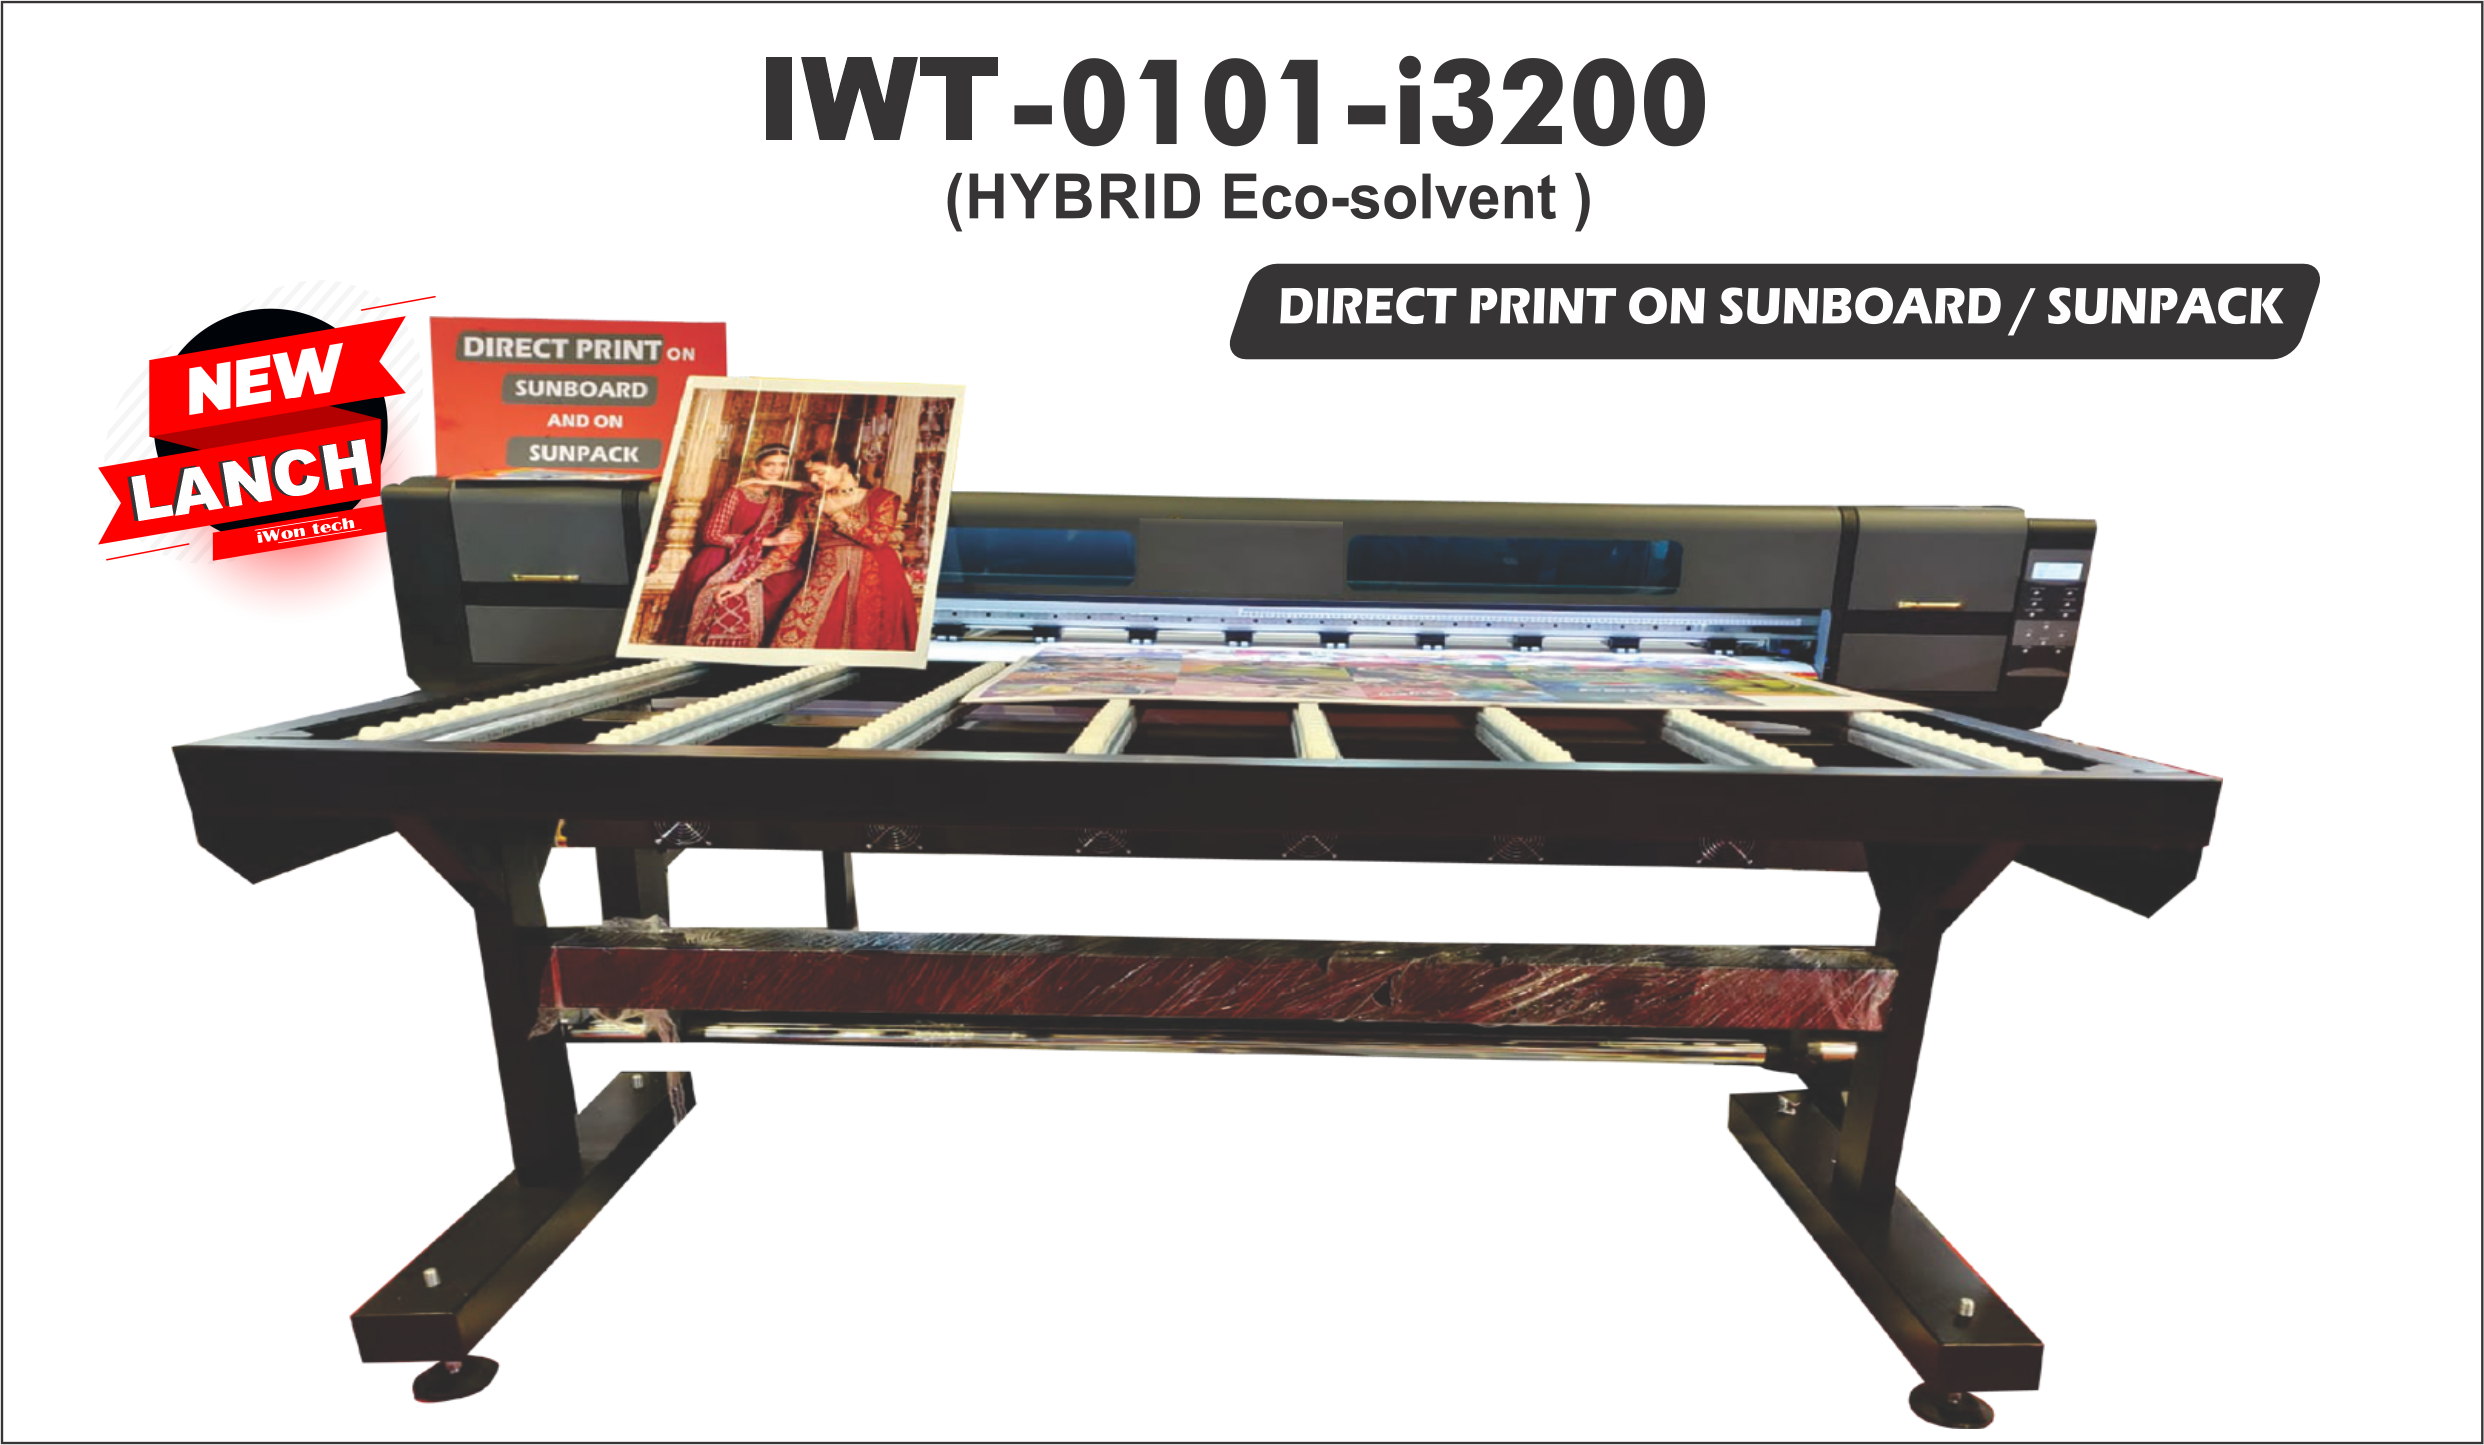 IWT-0101-i3200
(HYBRID Eco-solvent )
DIRECT PRINT ON SUNBOARD / SUNPACK
NEW
LANCH
iWon tech
DIRECT PRINT ON
SUNBOARD
AND ON
SUNPACK